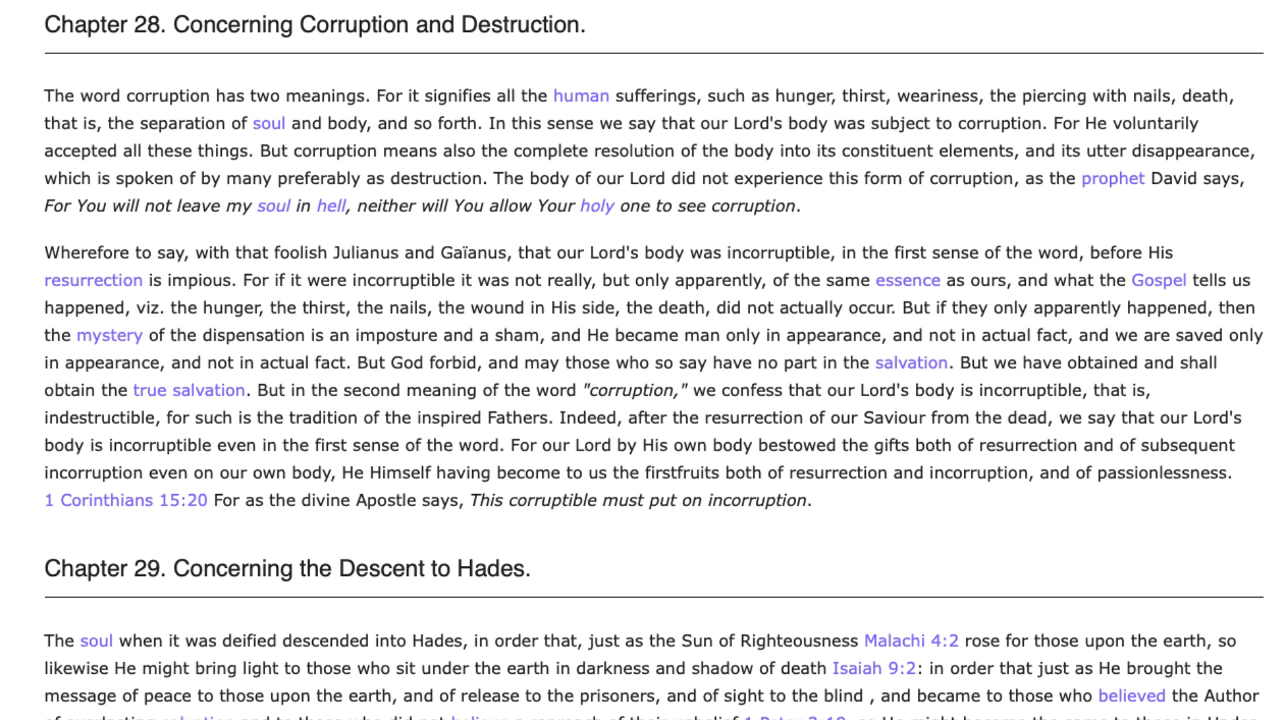 Chapter 28. Concerning Corruption and Destruction.
The word corruption has two meanings. For it signifies all the human sufferings, such as hunger, thirst, weariness, the piercing with nails, death,
that is, the separation of soul and body, and so forth. In this sense we say that our Lord's body was subject to corruption. For He voluntarily
accepted all these things. But corruption means also the complete resolution of the body into its constituent elements, and its utter disappearance,
which is spoken of by many preferably as destruction. The body of our Lord did not experience this form of corruption, as the prophet David says,
For You will not leave my soul in hell, neither will You allow Your holy one to see corruption.
Wherefore to say, with that foolish Julianus and Gaïanus, that our Lord's body was incorruptible, in the first sense of the word, before His
resurrection is impious. For if it were incorruptible it was not really, but only apparently, of the same essence as ours, and what the Gospel tells us
happened, viz. the hunger, the thirst, the nails, the wound in His side, the death, did not actually occur. But if they only apparently happened, then
the mystery of the dispensation is an imposture and a sham, and He became man only in appearance, and not in actual fact, and we are saved only
in appearance, and not in actual fact. But God forbid, and may those who so say have no part in the salvation. But we have obtained and shall
obtain the true salvation. But in the second meaning of the word "corruption," we confess that our Lord's body is incorruptible, that is,
indestructible, for such is the tradition of the inspired Fathers. Indeed, after the resurrection of our Saviour from the dead, we say that our Lord's
body is incorruptible even in the first sense of the word. For our Lord by His own body bestowed the gifts both of resurrection and of subsequent
incorruption even on our own body, He Himself having become to us the firstfruits both of resurrection and incorruption, and of passionlessness.
1 Corinthians 15:20 For as the divine Apostle says, This corruptible must put on incorruption.
Chapter 29. Concerning the Descent to Hades.
The soul when it was deified descended into Hades, in order that, just as the Sun of Righteousness Malachi 4:2 rose for those upon the earth, so
likewise He might bring light to those who sit under the earth in darkness and shadow of death Isaiah 9:2: in order that just as He brought the
message of peace to those upon the earth, and of release to the prisoners, and of sight to the blind , and became to those who believed the Author